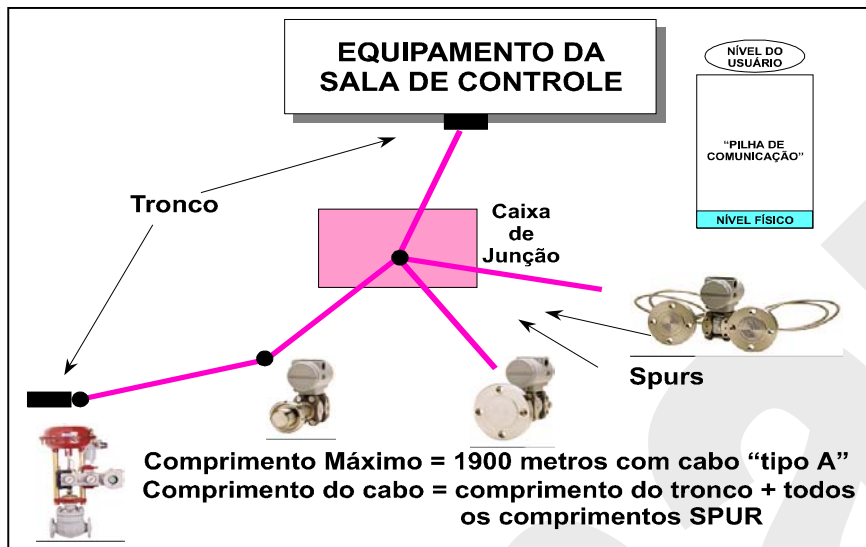 EQUIPAMENTO DA
SALA DE CONTROLE
NÍVEL DO
USUÁRIO
“PILHA DE
COMUNICAÇÃO”
NÍVEL FÍSICO
Tronco
Caixa
de
Junção
Spurs
Comprimento Máximo = 1900 metros com cabo “tipo A”
Comprimento do cabo = comprimento do tronco + todos
os comprimentos SPUR